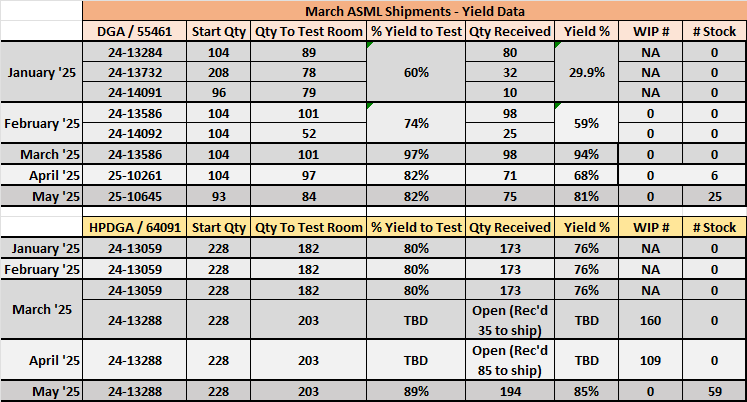 March ASML Shipments - Yield Data
DGA / 55461 Start Qty Qty To Test Room % Yield to Test Qty Received Yield % WIP # # Stock
January '25 24-13284 104 89 60% 80 29.9% NA 0
24-13732 208 78 32 NA 0
24-14091 96 79 10 NA 0
February '25 24-13586 104 101 74% 98 59% 0 0
24-14092 104 52 25 0 0
March '25 24-13586 104 101 97% 98 94% 0 0
April '25 25-10261 104 97 82% 71 68% 0 6
May '25 25-10645 93 84 82% 75 81% 0 25
HPDGA / 64091 Start Qty Qty To Test Room % Yield to Test Qty Received Yield % WIP # # Stock
January '25 24-13059 228 182 80% 173 76% NA 0
February '25 24-13059 228 182 80% 173 76% NA 0
March '25 24-13059 228 182 80% 173 76% NA 0
24-13288 228 203 TBD Open (Rec'd 35 to ship) TBD 160 0
April '25 24-13288 228 203 TBD Open (Rec'd 85 to ship) TBD 109 0
May '25 24-13288 228 203 89% 194 85% 0 59